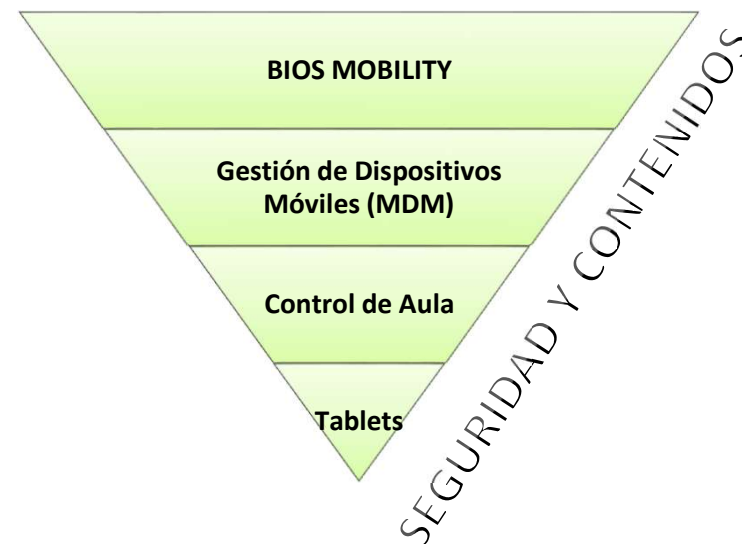 BIOS MOBILITY
Gestión de Dispositivos
Móviles (MDM)
Control de Aula
Tablets
SEGURIDAD Y CONTENIDOS